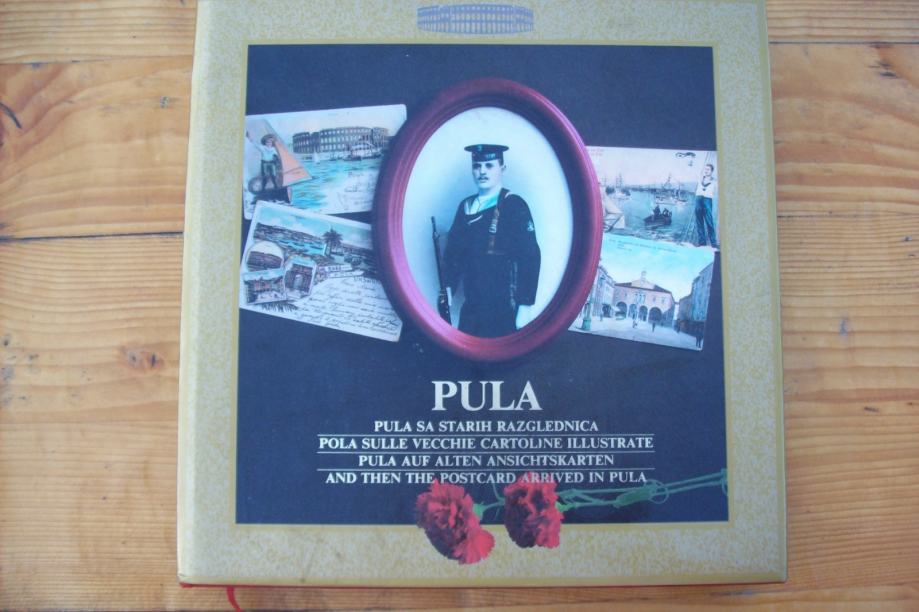 PULA
PULA SA STARIH RAZGLEDNICA
POLA SULLE VECCHIE CARTOLINE ILLUSTRATE
PULA AUF ALTEN ANSICHTSKARTEN
AND THEN THE POSTCARD ARRIVED IN PULA